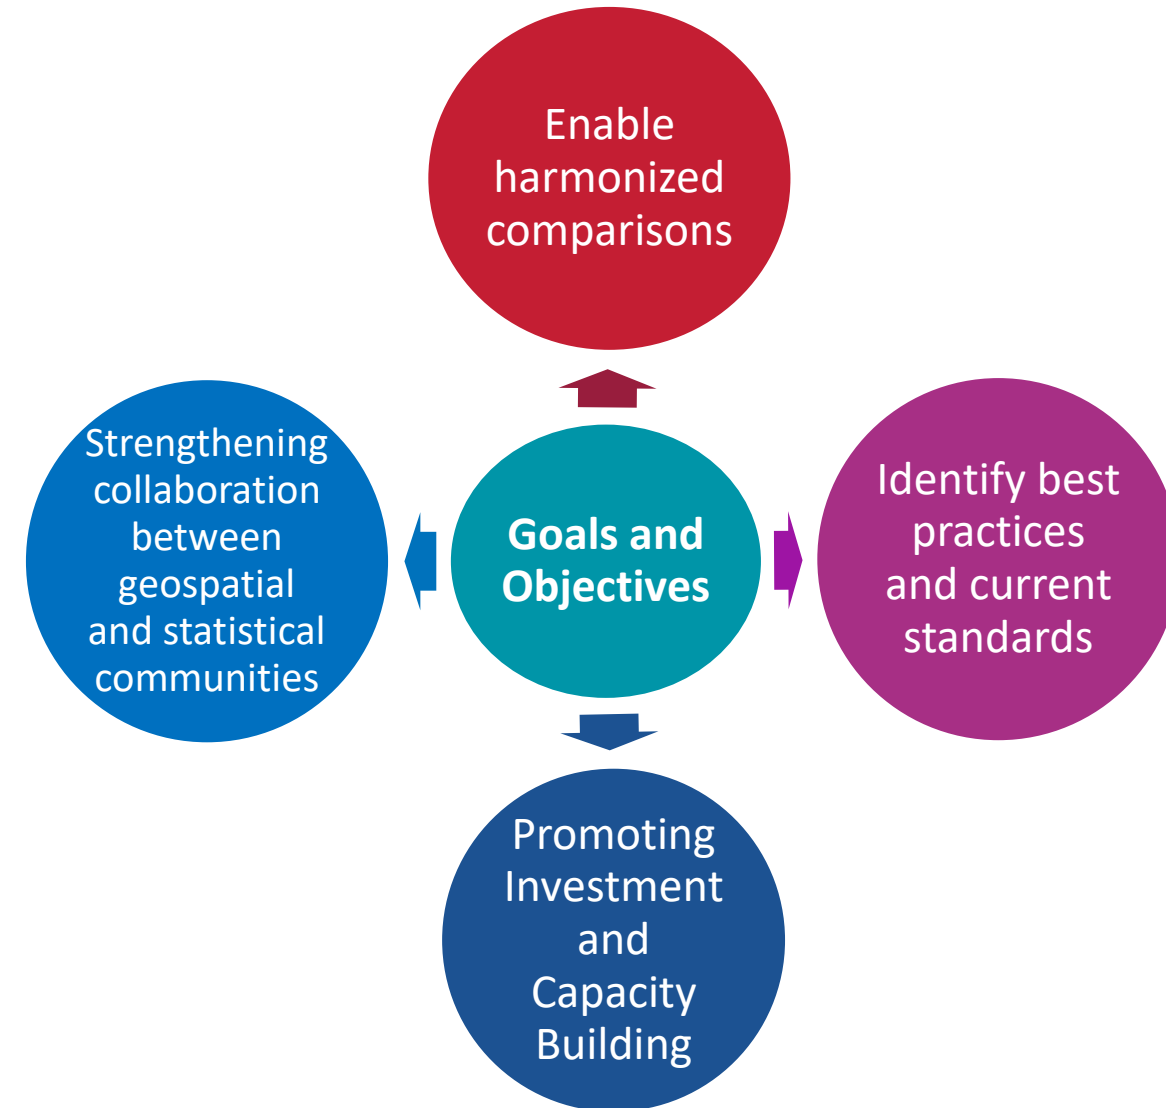 Enable
harmonized
comparisons
Strengthening
collaboration
between
geospatial
and statistical
communities
Goals and
Objectives
Identify best
practices
and current
standards
Promoting
Investment
and
Capacity
Building